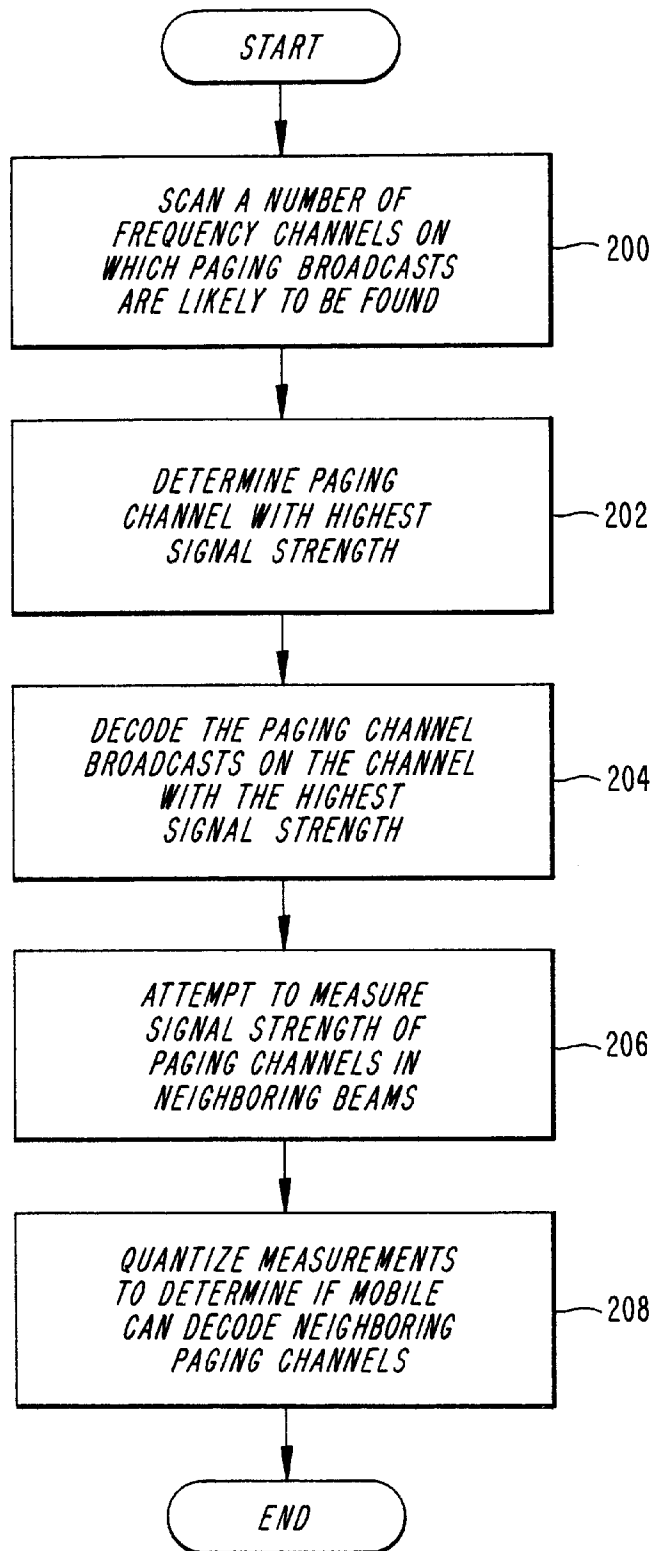 START
SCAN A NUMBER OF
FREQUENCY CHANNELS ON
WHICH PAGING BROADCASTS
ARE LIKELY TO BE FOUND
200
DETERMINE PAGING
CHANNEL WITH HIGHEST
SIGNAL STRENGTH
202
DECODE THE PAGING CHANNEL
BROADCASTS ON THE CHANNEL
WITH THE HIGHEST
SIGNAL STRENGTH
204
ATTEMPT TO MEASURE
SIGNAL STRENGTH OF
PAGING CHANNELS IN
NEIGHBORING BEAMS
206
QUANTIZE MEASUREMENTS
TO DETERMINE IF MOBILE
CAN DECODE NEIGHBORING
PAGING CHANNELS
208
END